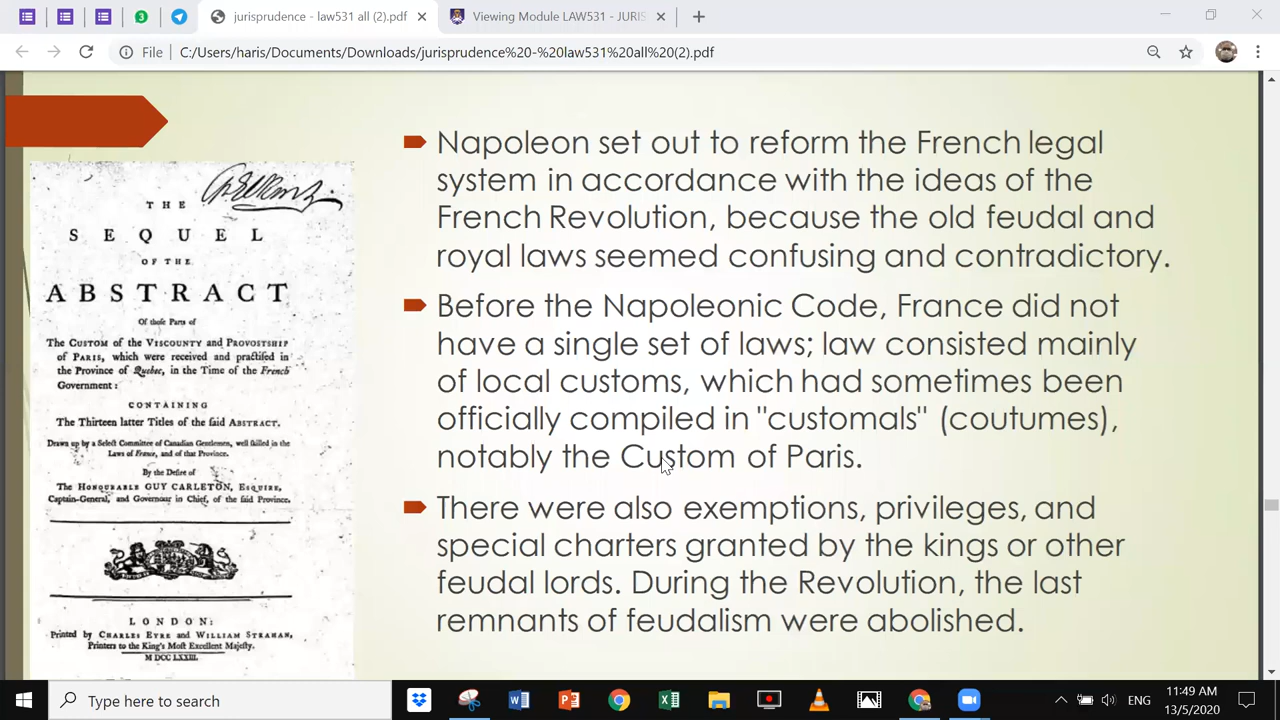 jurisprudence - law531 all (2).pdf
Viewing Module LAW531 - JURIS
File
C:/Users/haris/Documents/Downloads/jurisprudence%20-%20law531%20all%20(2).pdf
THE
SEQUEL
OF THE
ABSTRACT
Of thoſe Parts of
The CUSTOM of the VISCOUNTY and PROVOSTSHIP
of PARIS, which were received and practiſed in
the Province of Quebec, in the Time of the French
Government:
CONTAINING
The Thirteen latter Titles of the ſaid ABSTRACT.
Drawn up by a Select Committee of Canadian Gentlemen, well ſkilled in the
Laws of France, and of that Province.
By the Deſire of
The HONOURABLE GUY CARLETON, ESQUIRE,
Captain-General, and Governour in Chief, of the ſaid Province.
LONDON:
Printed by CHARLES EYRE and WILLIAM STRAHAN,
Printers to the King's Moſt Excellent Majeſty.
M DCC LXXIII.
Napoleon set out to reform the French legal
system in accordance with the ideas of the
French Revolution, because the old feudal and
royal laws seemed confusing and contradictory.
Before the Napoleonic Code, France did not
have a single set of laws; law consisted mainly
of local customs, which had sometimes been
officially compiled in "customals" (coutumes),
notably the Custom of Paris.
There were also exemptions, privileges, and
special charters granted by the kings or other
feudal lords. During the Revolution, the last
remnants of feudalism were abolished.
Type here to search
ENG
11:49 AM
13/5/2020